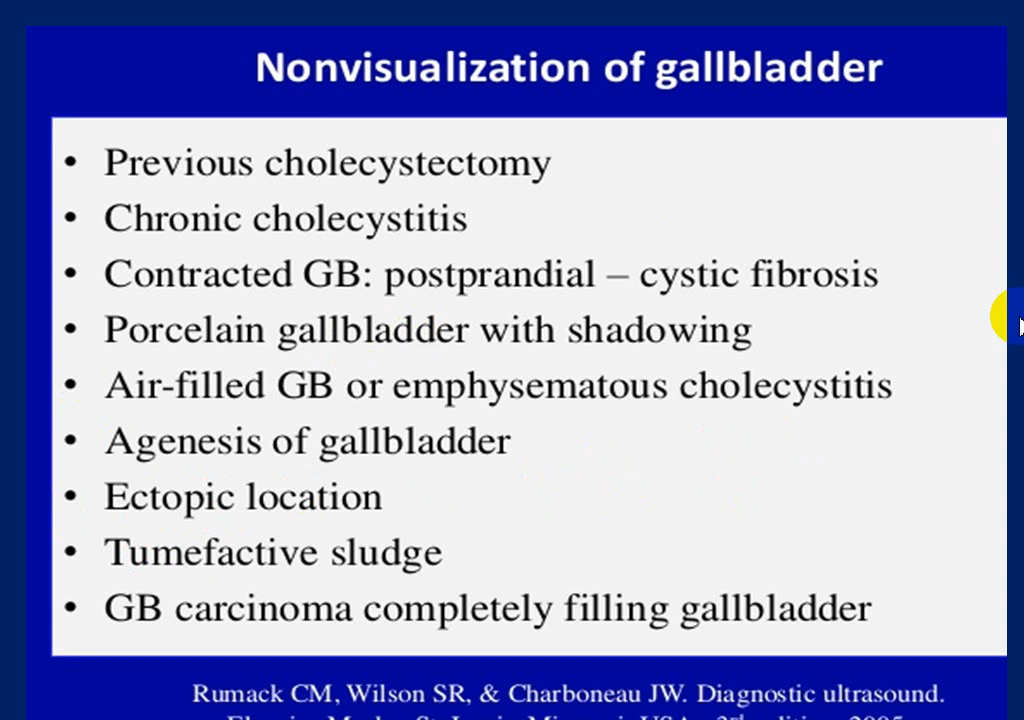 Nonvisualization of gallbladder
• Previous cholecystectomy
• Chronic cholecystitis
• Contracted GB: postprandial – cystic fibrosis
• Porcelain gallbladder with shadowing
• Air-filled GB or emphysematous cholecystitis
• Agenesis of gallbladder
• Ectopic location
• Tumefactive sludge
• GB carcinoma completely filling gallbladder
Rumack CM, Wilson SR, & Charboneau JW. Diagnostic ultrasound.